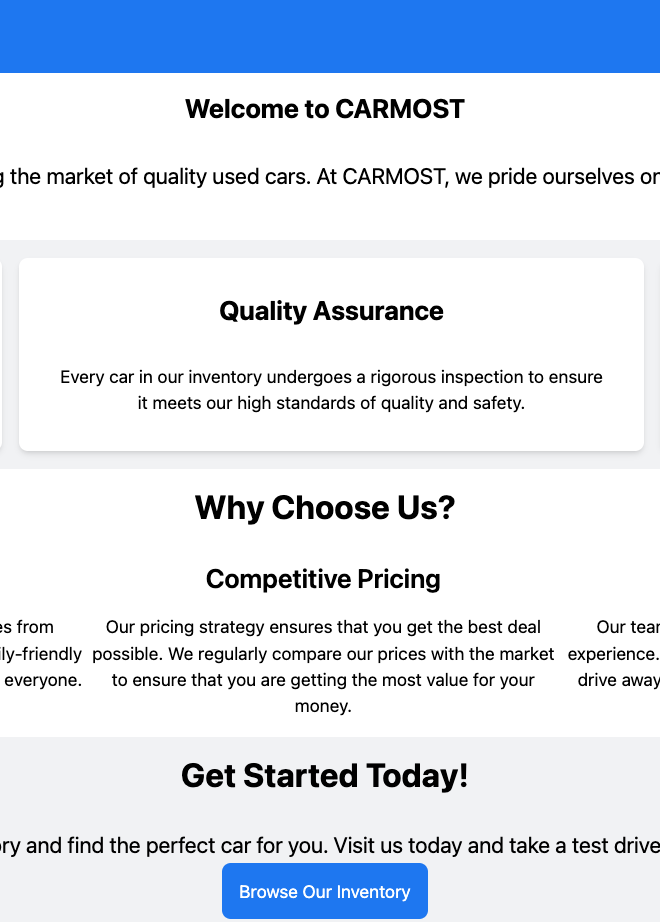 Welcome to CARMOST
the market of quality used cars. At CARMOST, we pride ourselves on
Quality Assurance
Every car in our inventory undergoes a rigorous inspection to ensure
it meets our high standards of quality and safety.
Why Choose Us?
Competitive Pricing
es from
ily-friendly
everyone.
Our pricing strategy ensures that you get the best deal
possible. We regularly compare our prices with the market
to ensure that you are getting the most value for your
money.
Our team
experience.
drive away
Get Started Today!
ory and find the perfect car for you. Visit us today and take a test drive
Browse Our Inventory